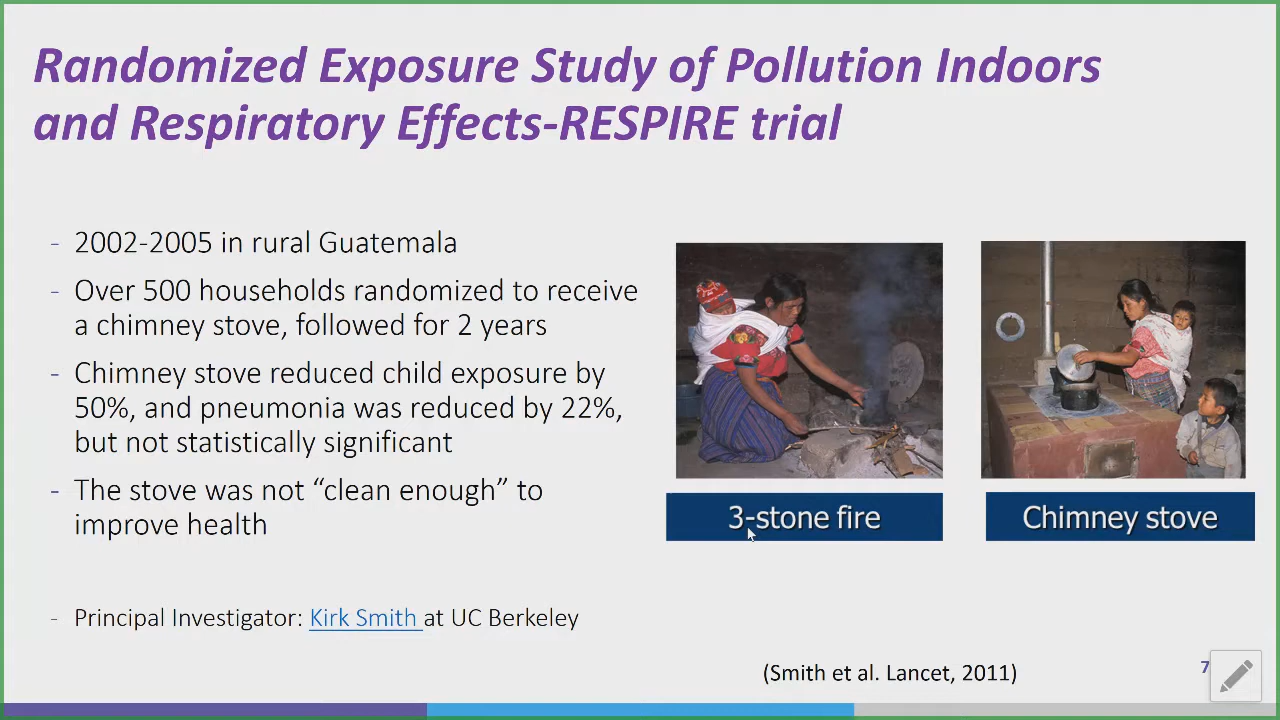 Randomized Exposure Study of Pollution Indoors
and Respiratory Effects-RESPIRE trial
- 2002-2005 in rural Guatemala
- Over 500 households randomized to receive
a chimney stove, followed for 2 years
- Chimney stove reduced child exposure by
50%, and pneumonia was reduced by 22%,
but not statistically significant
- The stove was not “clean enough” to
improve health
3-stone fire
Chimney stove
- Principal Investigator: Kirk Smith at UC Berkeley
(Smith et al. Lancet, 2011)
7